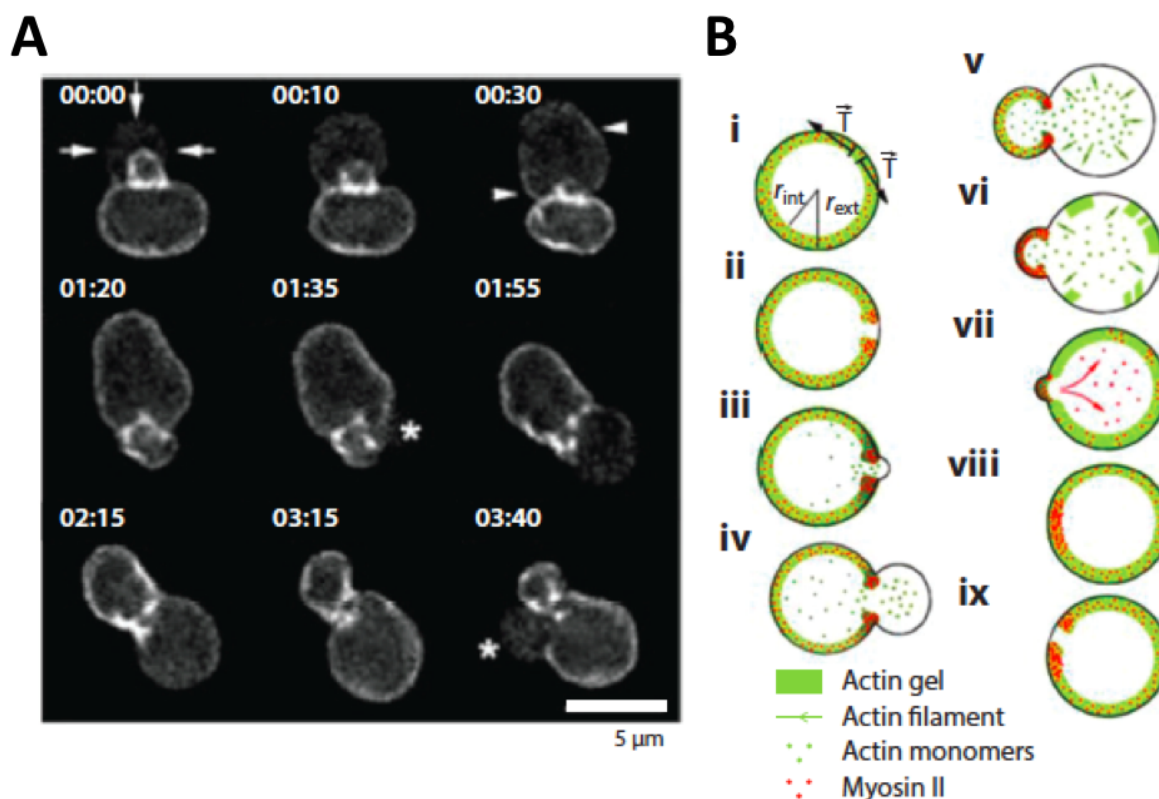 A
00:00 00:10 00:30
01:20 01:35 01:55
*
02:15 03:15 03:40
*
5 μm
B
i
T
T
r_int r_ext
ii
iii
iv
v
vi
vii
viii
ix
Actin gel
Actin filament
Actin monomers
Myosin II